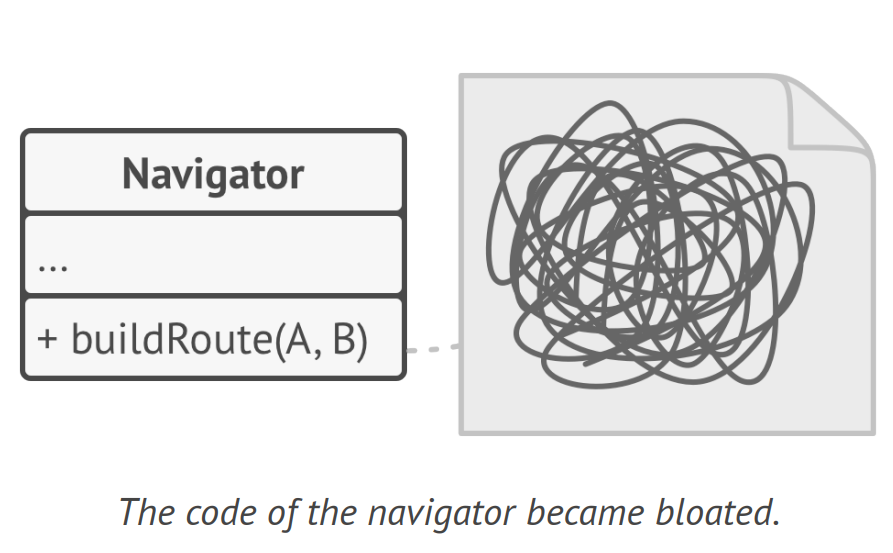 Navigator
...
+ buildRoute(A, B)
The code of the navigator became bloated.